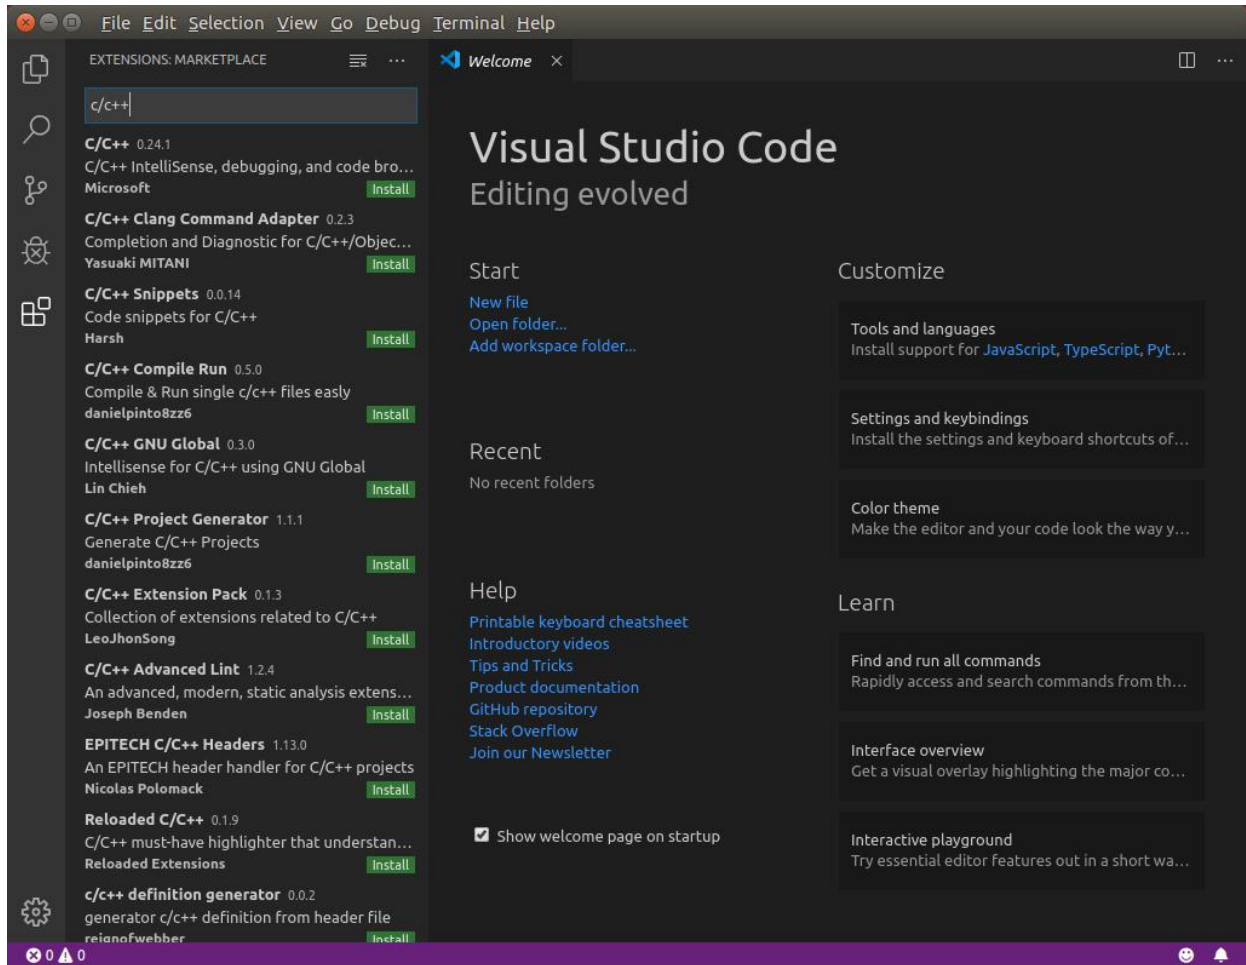 File Edit Selection View Go Debug Terminal Help
EXTENSIONS: MARKETPLACE
Welcome
c/c++
C/C++ 0.24.1
C/C++ IntelliSense, debugging, and code bro...
Microsoft Install
C/C++ Clang Command Adapter 0.2.3
Completion and Diagnostic for C/C++/Objec...
Yasuaki MITANI Install
C/C++ Snippets 0.0.14
Code snippets for C/C++
Harsh Install
C/C++ Compile Run 0.5.0
Compile & Run single c/c++ files easly
danielpinto8zz6 Install
C/C++ GNU Global 0.3.0
Intellisense for C/C++ using GNU Global
Lin Chieh Install
C/C++ Project Generator 1.1.1
Generate C/C++ Projects
danielpinto8zz6 Install
C/C++ Extension Pack 0.1.3
Collection of extensions related to C/C++
LeoJhonSong Install
C/C++ Advanced Lint 1.2.4
An advanced, modern, static analysis extens...
Joseph Benden Install
EPITECH C/C++ Headers 1.13.0
An EPITECH header handler for C/C++ projects
Nicolas Polomack Install
Reloaded C/C++ 0.1.9
C/C++ must-have highlighter that understan...
Reloaded Extensions Install
c/c++ definition generator 0.0.2
generator c/c++ definition from header file
reignofwebber Install
Visual Studio Code
Editing evolved
Start
New file
Open folder...
Add workspace folder...
Recent
No recent folders
Help
Printable keyboard cheatsheet
Introductory videos
Tips and Tricks
Product documentation
GitHub repository
Stack Overflow
Join our Newsletter
Show welcome page on startup
Customize
Tools and languages
Install support for JavaScript, TypeScript, Pyt...
Settings and keybindings
Install the settings and keyboard shortcuts of...
Color theme
Make the editor and your code look the way y...
Learn
Find and run all commands
Rapidly access and search commands from th...
Interface overview
Get a visual overlay highlighting the major co...
Interactive playground
Try essential editor features out in a short wa...
0 0